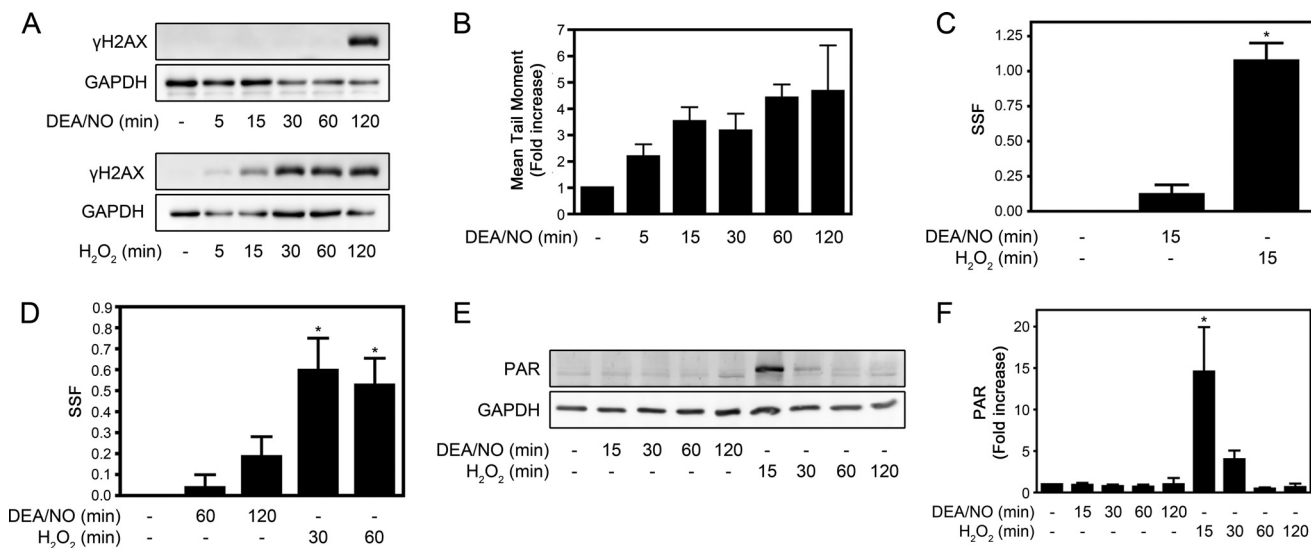 A
γH2AX
GAPDH
DEA/NO (min) - 5 15 30 60 120
γH2AX
GAPDH
H₂O₂ (min) - 5 15 30 60 120
B
Mean Tail Moment
(Fold increase)
7
6
5
4
3
2
1
0
DEA/NO (min) - 5 15 30 60 120
C
SSF
1.25
1.00
0.75
0.50
0.25
0.00
*
DEA/NO (min) - 15 -
H₂O₂ (min) - - 15
D
SSF
0.9
0.8
0.7
0.6
0.5
0.4
0.3
0.2
0.1
0.0
* *
DEA/NO (min) - 60 120 - -
H₂O₂ (min) - - - 30 60
E
PAR
GAPDH
DEA/NO (min) - 15 30 60 120 - - - -
H₂O₂ (min) - - - - - 15 30 60 120
F
PAR
(Fold increase)
20
15
10
5
0
*
DEA/NO (min) - 15 30 60 120 - - - -
H₂O₂ (min) - - - - - 15 30 60 120